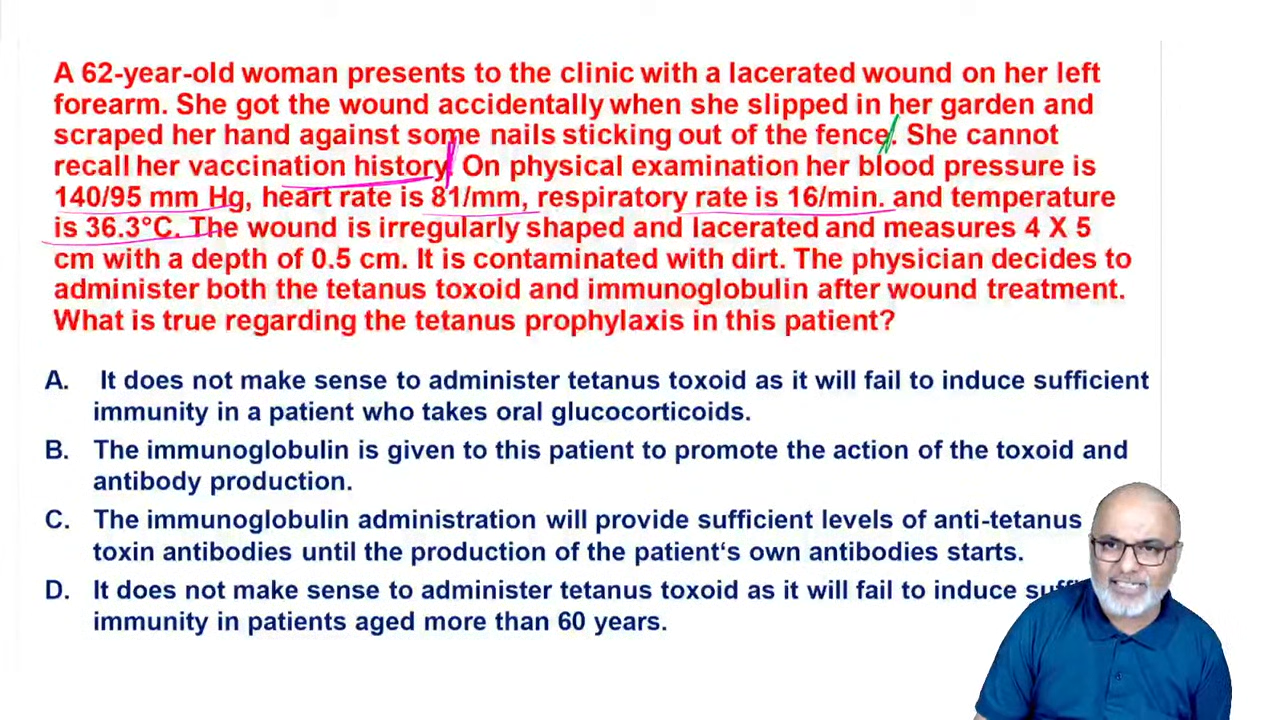 A 62-year-old woman presents to the clinic with a lacerated wound on her left
forearm. She got the wound accidentally when she slipped in her garden and
scraped her hand against some nails sticking out of the fence. She cannot
recall her vaccination history. On physical examination her blood pressure is
140/95 mm Hg, heart rate is 81/mm, respiratory rate is 16/min. and temperature
is 36.3°C. The wound is irregularly shaped and lacerated and measures 4 X 5
cm with a depth of 0.5 cm. It is contaminated with dirt. The physician decides to
administer both the tetanus toxoid and immunoglobulin after wound treatment.
What is true regarding the tetanus prophylaxis in this patient?
A. It does not make sense to administer tetanus toxoid as it will fail to induce sufficient
immunity in a patient who takes oral glucocorticoids.
B. The immunoglobulin is given to this patient to promote the action of the toxoid and
antibody production.
C. The immunoglobulin administration will provide sufficient levels of anti-tetanus
toxin antibodies until the production of the patient‘s own antibodies starts.
D. It does not make sense to administer tetanus toxoid as it will fail to induce
immunity in patients aged more than 60 years.